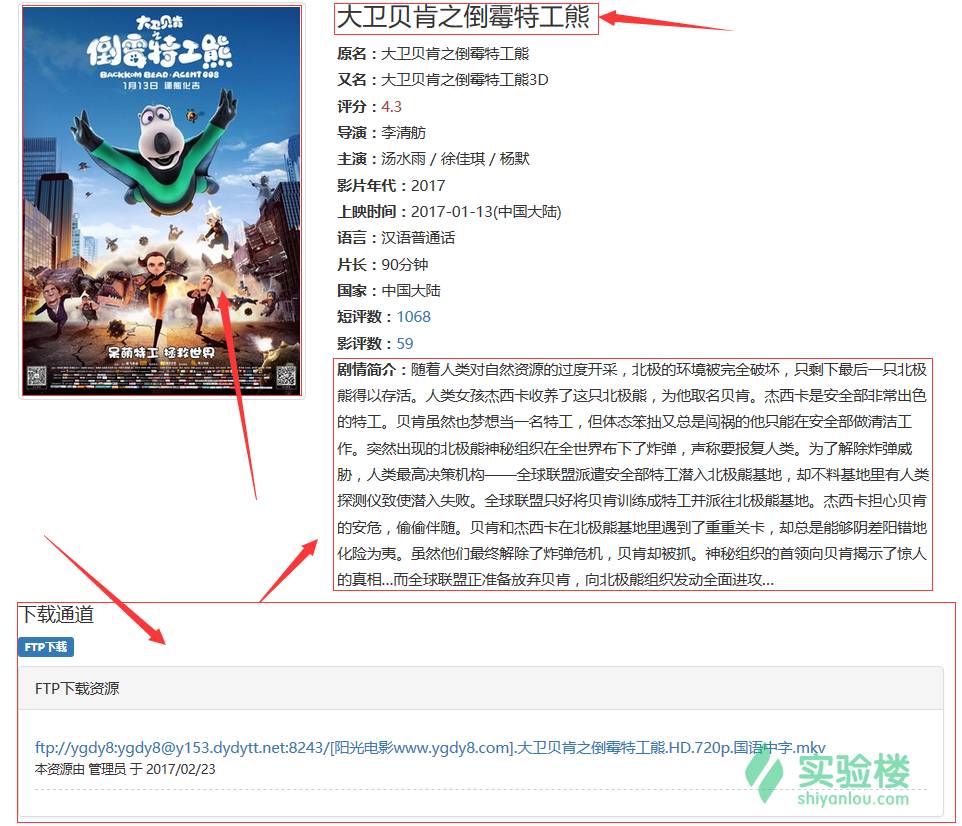 大卫贝肯
之
倒霉特工熊
BACKKOM BEAR·AGENT 008
1月13日
呆萌特工 拯救世界
大卫贝肯之倒霉特工熊
原名：大卫贝肯之倒霉特工熊
又名：大卫贝肯之倒霉特工熊3D
评分：4.3
导演：李清舫
主演：汤水雨 / 徐佳琪 / 杨默
影片年代：2017
上映时间：2017-01-13(中国大陆)
语言：汉语普通话
片长：90分钟
国家：中国大陆
短评数：1068
影评数：59
剧情简介：随着人类对自然资源的过度开采，北极的环境被完全破坏，只剩下最后一只北极
熊得以存活。人类女孩杰西卡收养了这只北极熊，为他取名贝肯。杰西卡是安全部非常出色
的特工。贝肯虽然也梦想当一名特工，但体态笨拙又总是闯祸的他只能在安全部做清洁工
作。突然出现的北极熊神秘组织在全世界布下了炸弹，声称要报复人类。为了解除炸弹威
胁，人类最高决策机构——全球联盟派遣安全部特工潜入北极熊基地，却不料基地里有人类
探测仪致使潜入失败。全球联盟只好将贝肯训练成特工并派往北极熊基地。杰西卡担心贝肯
的安危，偷偷伴随。贝肯和杰西卡在北极熊基地里遇到了重重关卡，却总是能够阴差阳错地
化险为夷。虽然他们最终解除了炸弹危机，贝肯却被抓。神秘组织的首领向贝肯揭示了惊人
的真相...而全球联盟正准备放弃贝肯，向北极熊组织发动全面进攻...
下载通道
FTP下载
FTP下载资源
ftp://ygdy8:ygdy8@y153.dydytt.net:8243/[阳光电影www.ygdy8.com].大卫贝肯之倒霉特工熊.HD.720p.国语中字.mkv
本资源由 管理员 于 2017/02/23
实验楼
shiyanlou.com